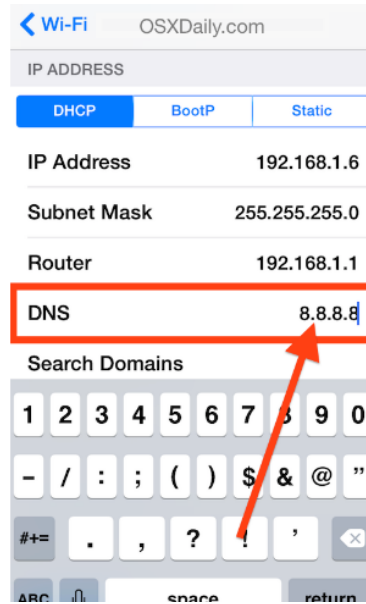 Wi-Fi OSXDaily.com
IP ADDRESS
DHCP BootP Static
IP Address 192.168.1.6
Subnet Mask 255.255.255.0
Router 192.168.1.1
DNS 8.8.8.8
Search Domains
1 2 3 4 5 6 7 8 9 0
- / : ; ( ) $ & @ "
#+= . , ? ! '
ABC space return